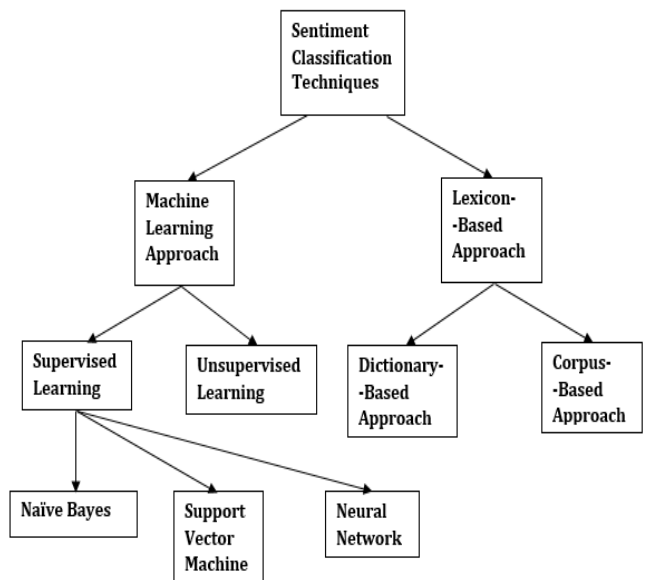 Sentiment
Classification
Techniques
Machine
Learning
Approach
Lexicon-
-Based
Approach
Supervised
Learning
Unsupervised
Learning
Dictionary-
-Based
Approach
Corpus-
-Based
Approach
Naïve Bayes
Support
Vector
Machine
Neural
Network